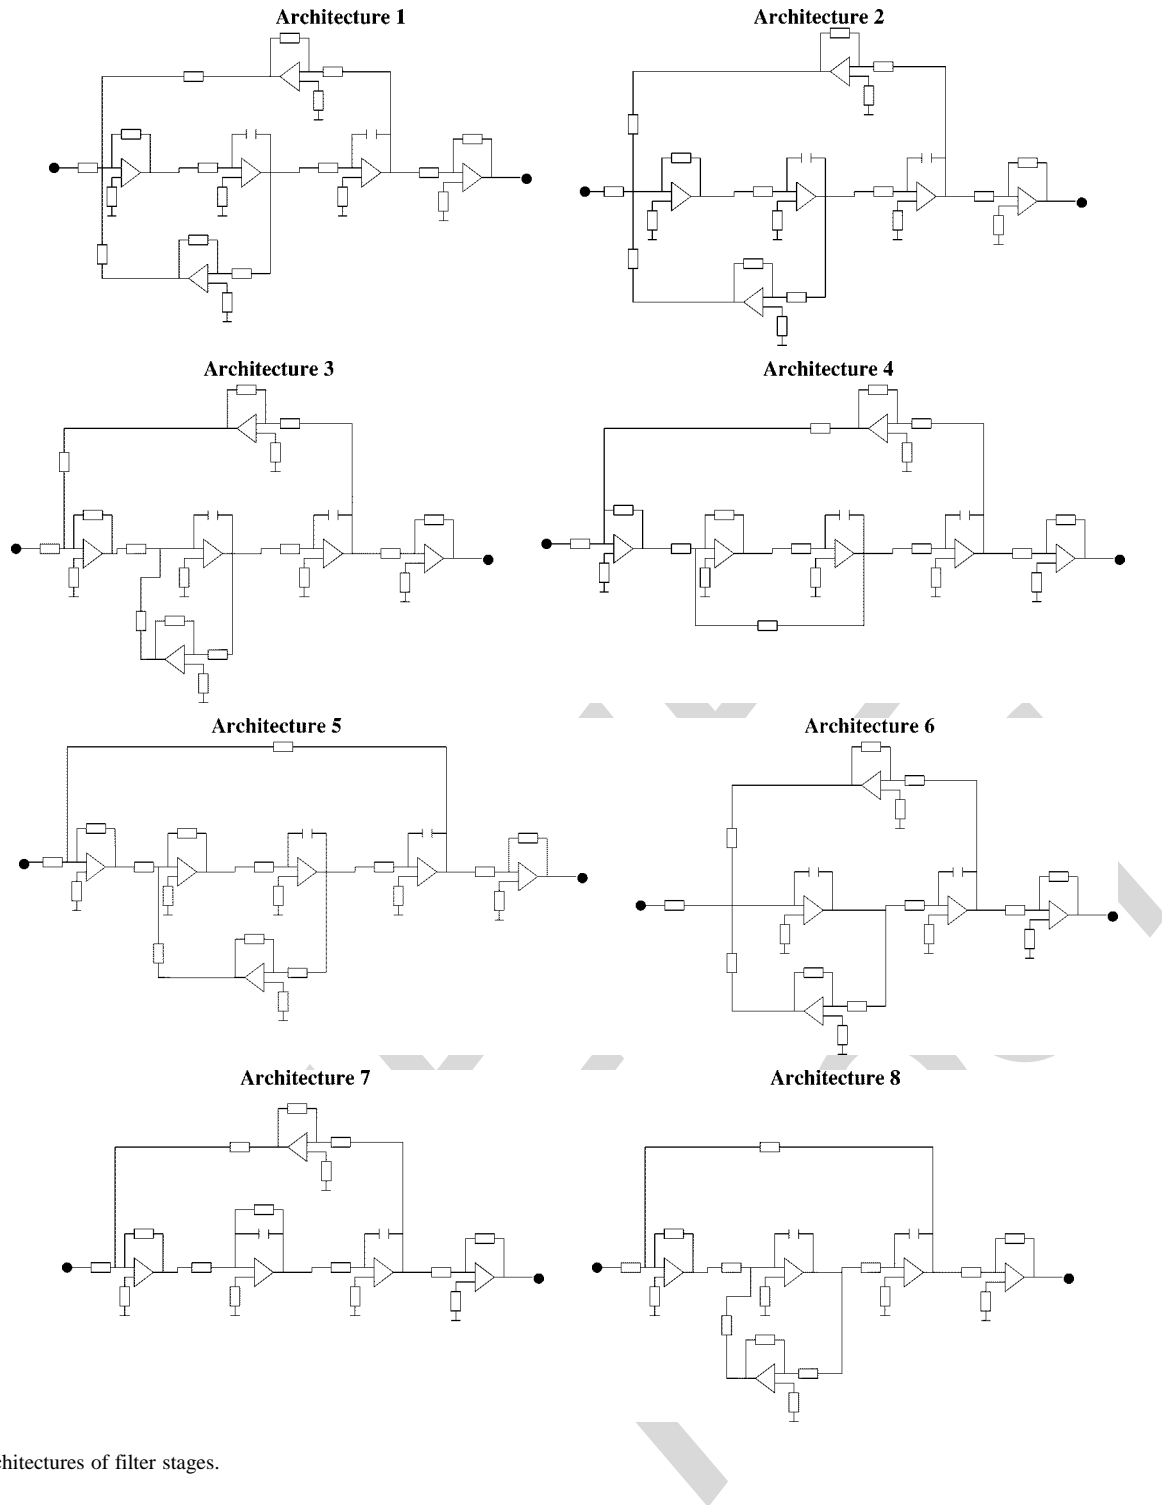 Architecture 1
Architecture 2
Architecture 3
Architecture 4
Architecture 5
Architecture 6
Architecture 7
Architecture 8
chitectures of filter stages.